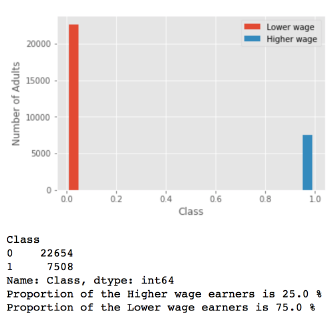 Lower wage
Higher wage
20000
15000
10000
5000
0
Number of Adults
0.0 0.2 0.4 0.6 0.8 1.0
Class
Class
0 22654
1 7508
Name: Class, dtype: int64
Proportion of the Higher wage earners is 25.0 %
Proportion of the Lower wage earners is 75.0 %